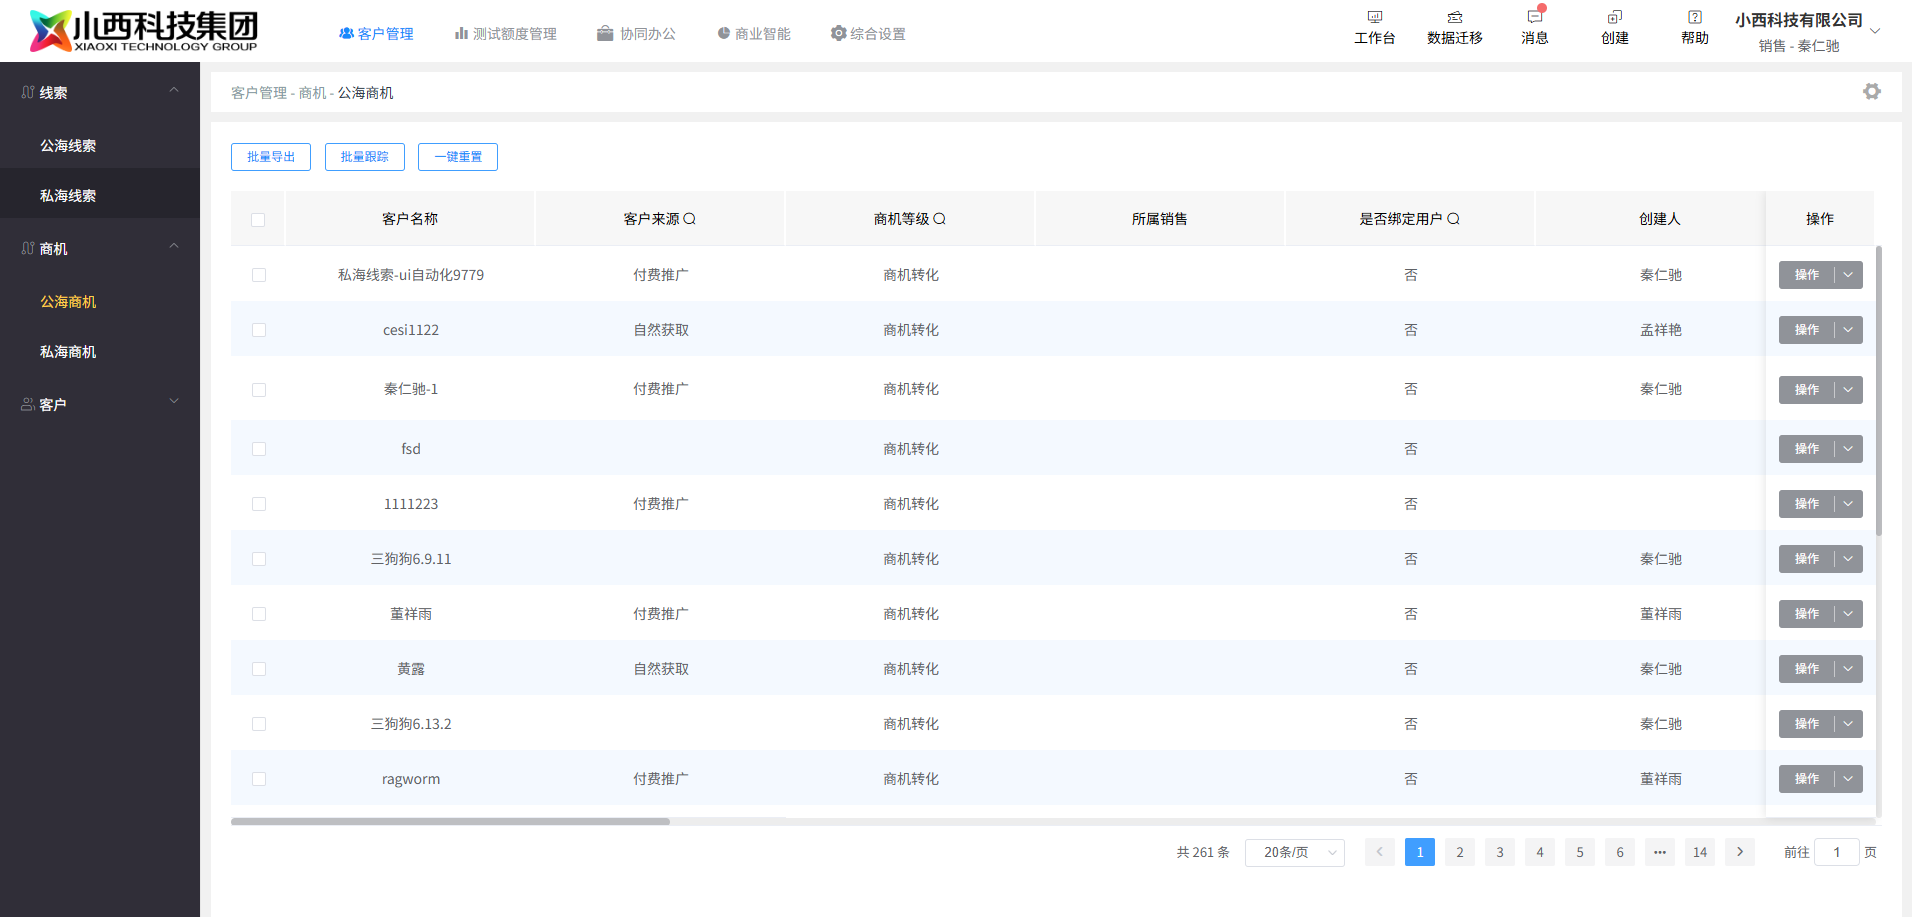 小西科技集团
XIAOXI TECHNOLOGY GROUP
客户管理 测试额度管理 协同办公 商业智能 综合设置
工作台 数据迁移 消息 创建 帮助
小西科技有限公司
销售 - 秦仁驰
线索
公海线索
私海线索
商机
公海商机
私海商机
客户
客户管理 - 商机 - 公海商机
批量导出 批量跟踪 一键重置
客户名称 客户来源 商机等级 所属销售 是否绑定用户 创建人 操作
私海线索-ui自动化9779 付费推广 商机转化 否 秦仁驰 操作
cesi1122 自然获取 商机转化 否 孟祥艳 操作
秦仁驰-1 付费推广 商机转化 否 秦仁驰 操作
fsd 商机转化 否 操作
1111223 付费推广 商机转化 否 操作
三狗狗6.9.11 商机转化 否 秦仁驰 操作
董祥雨 付费推广 商机转化 否 董祥雨 操作
黄露 自然获取 商机转化 否 秦仁驰 操作
三狗狗6.13.2 商机转化 否 秦仁驰 操作
ragworm 付费推广 商机转化 否 董祥雨 操作
共 261 条 20条/页 1 2 3 4 5 6 ··· 14 前往 1 页